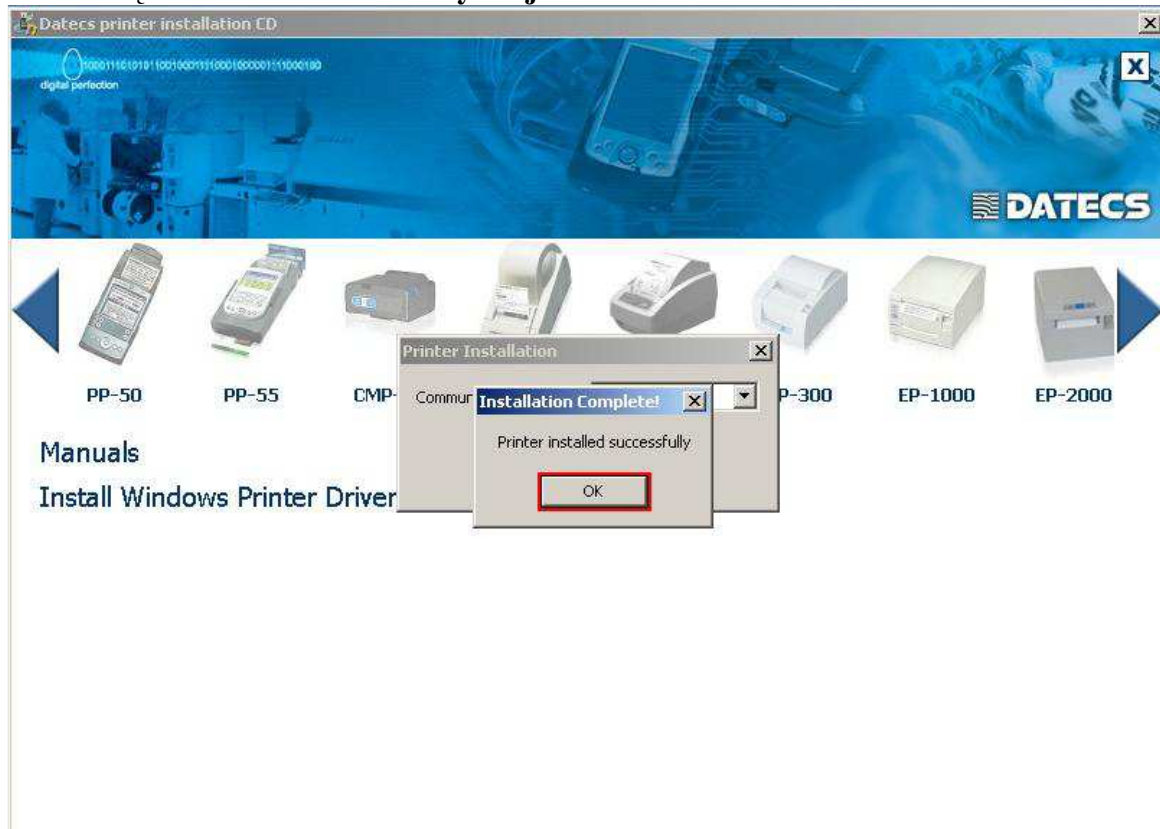 Datecs printer installation CD
digital perfection
X
DATECS
PP-50
PP-55
CMP-
P-300
EP-1000
EP-2000
Printer Installation
Commun
Installation Complete!
Printer installed successfully
OK
Manuals
Install Windows Printer Driver